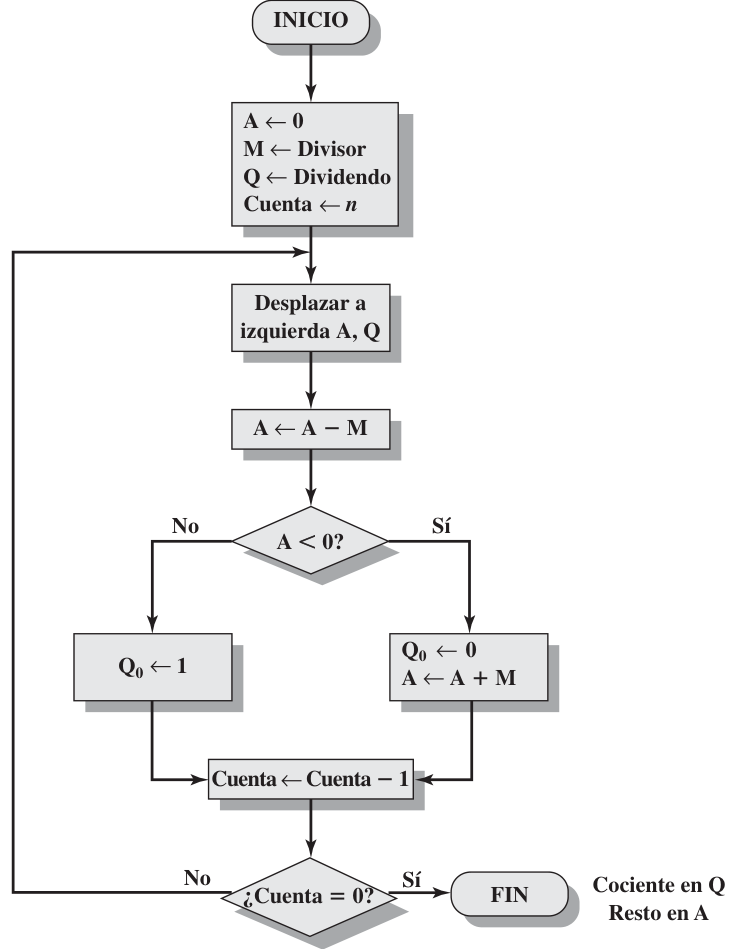 INICIO
A ← 0
M ← Divisor
Q ← Dividendo
Cuenta ← n
Desplazar a
izquierda A, Q
A ← A − M
No
Sí
A < 0?
Q₀ ← 1
Q₀ ← 0
A ← A + M
Cuenta ← Cuenta − 1
No
¿Cuenta = 0?
Sí
FIN
Cociente en Q
Resto en A